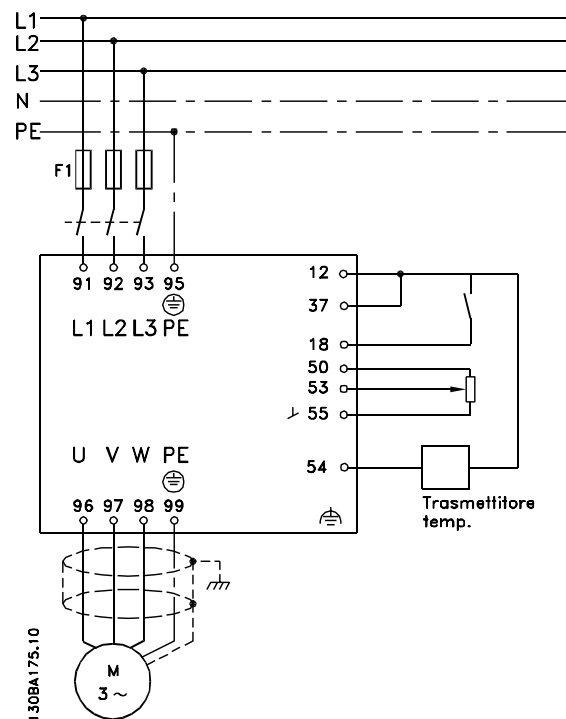 L1
L2
L3
N
PE
F1
91 92 93 95
L1 L2 L3 PE
12
37
18
50
53
55
54
Trasmettitore
temp.
U V W PE
96 97 98 99
M
3 ~
130BA175.10